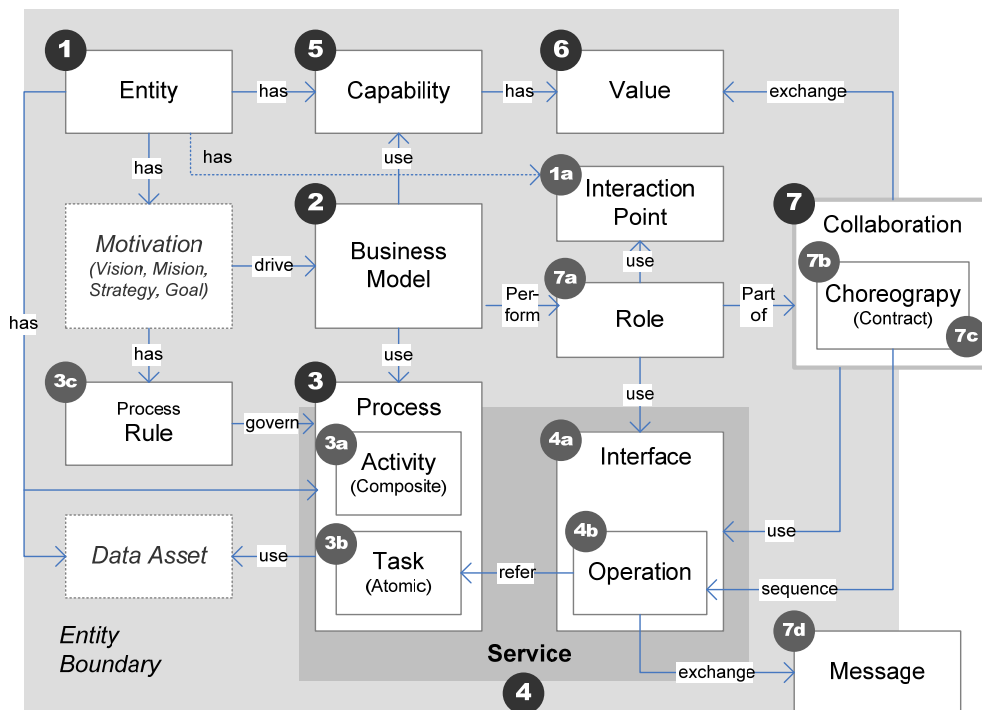 1
Entity
has
5
Capability
has
6
Value
exchange
has
has
use
1a
Interaction
Point
Motivation
(Vision, Mision,
Strategy, Goal)
drive
2
Business
Model
use
7
Collaboration
7b
Choreograpy
(Contract)
7c
Per-
form
7a
Role
Part
of
has
has
use
use
3c
Process
Rule
govern
3
Process
3a
Activity
(Composite)
4a
Interface
use
Data Asset
use
3b
Task
(Atomic)
refer
4b
Operation
sequence
Entity
Boundary
Service
4
exchange
7d
Message